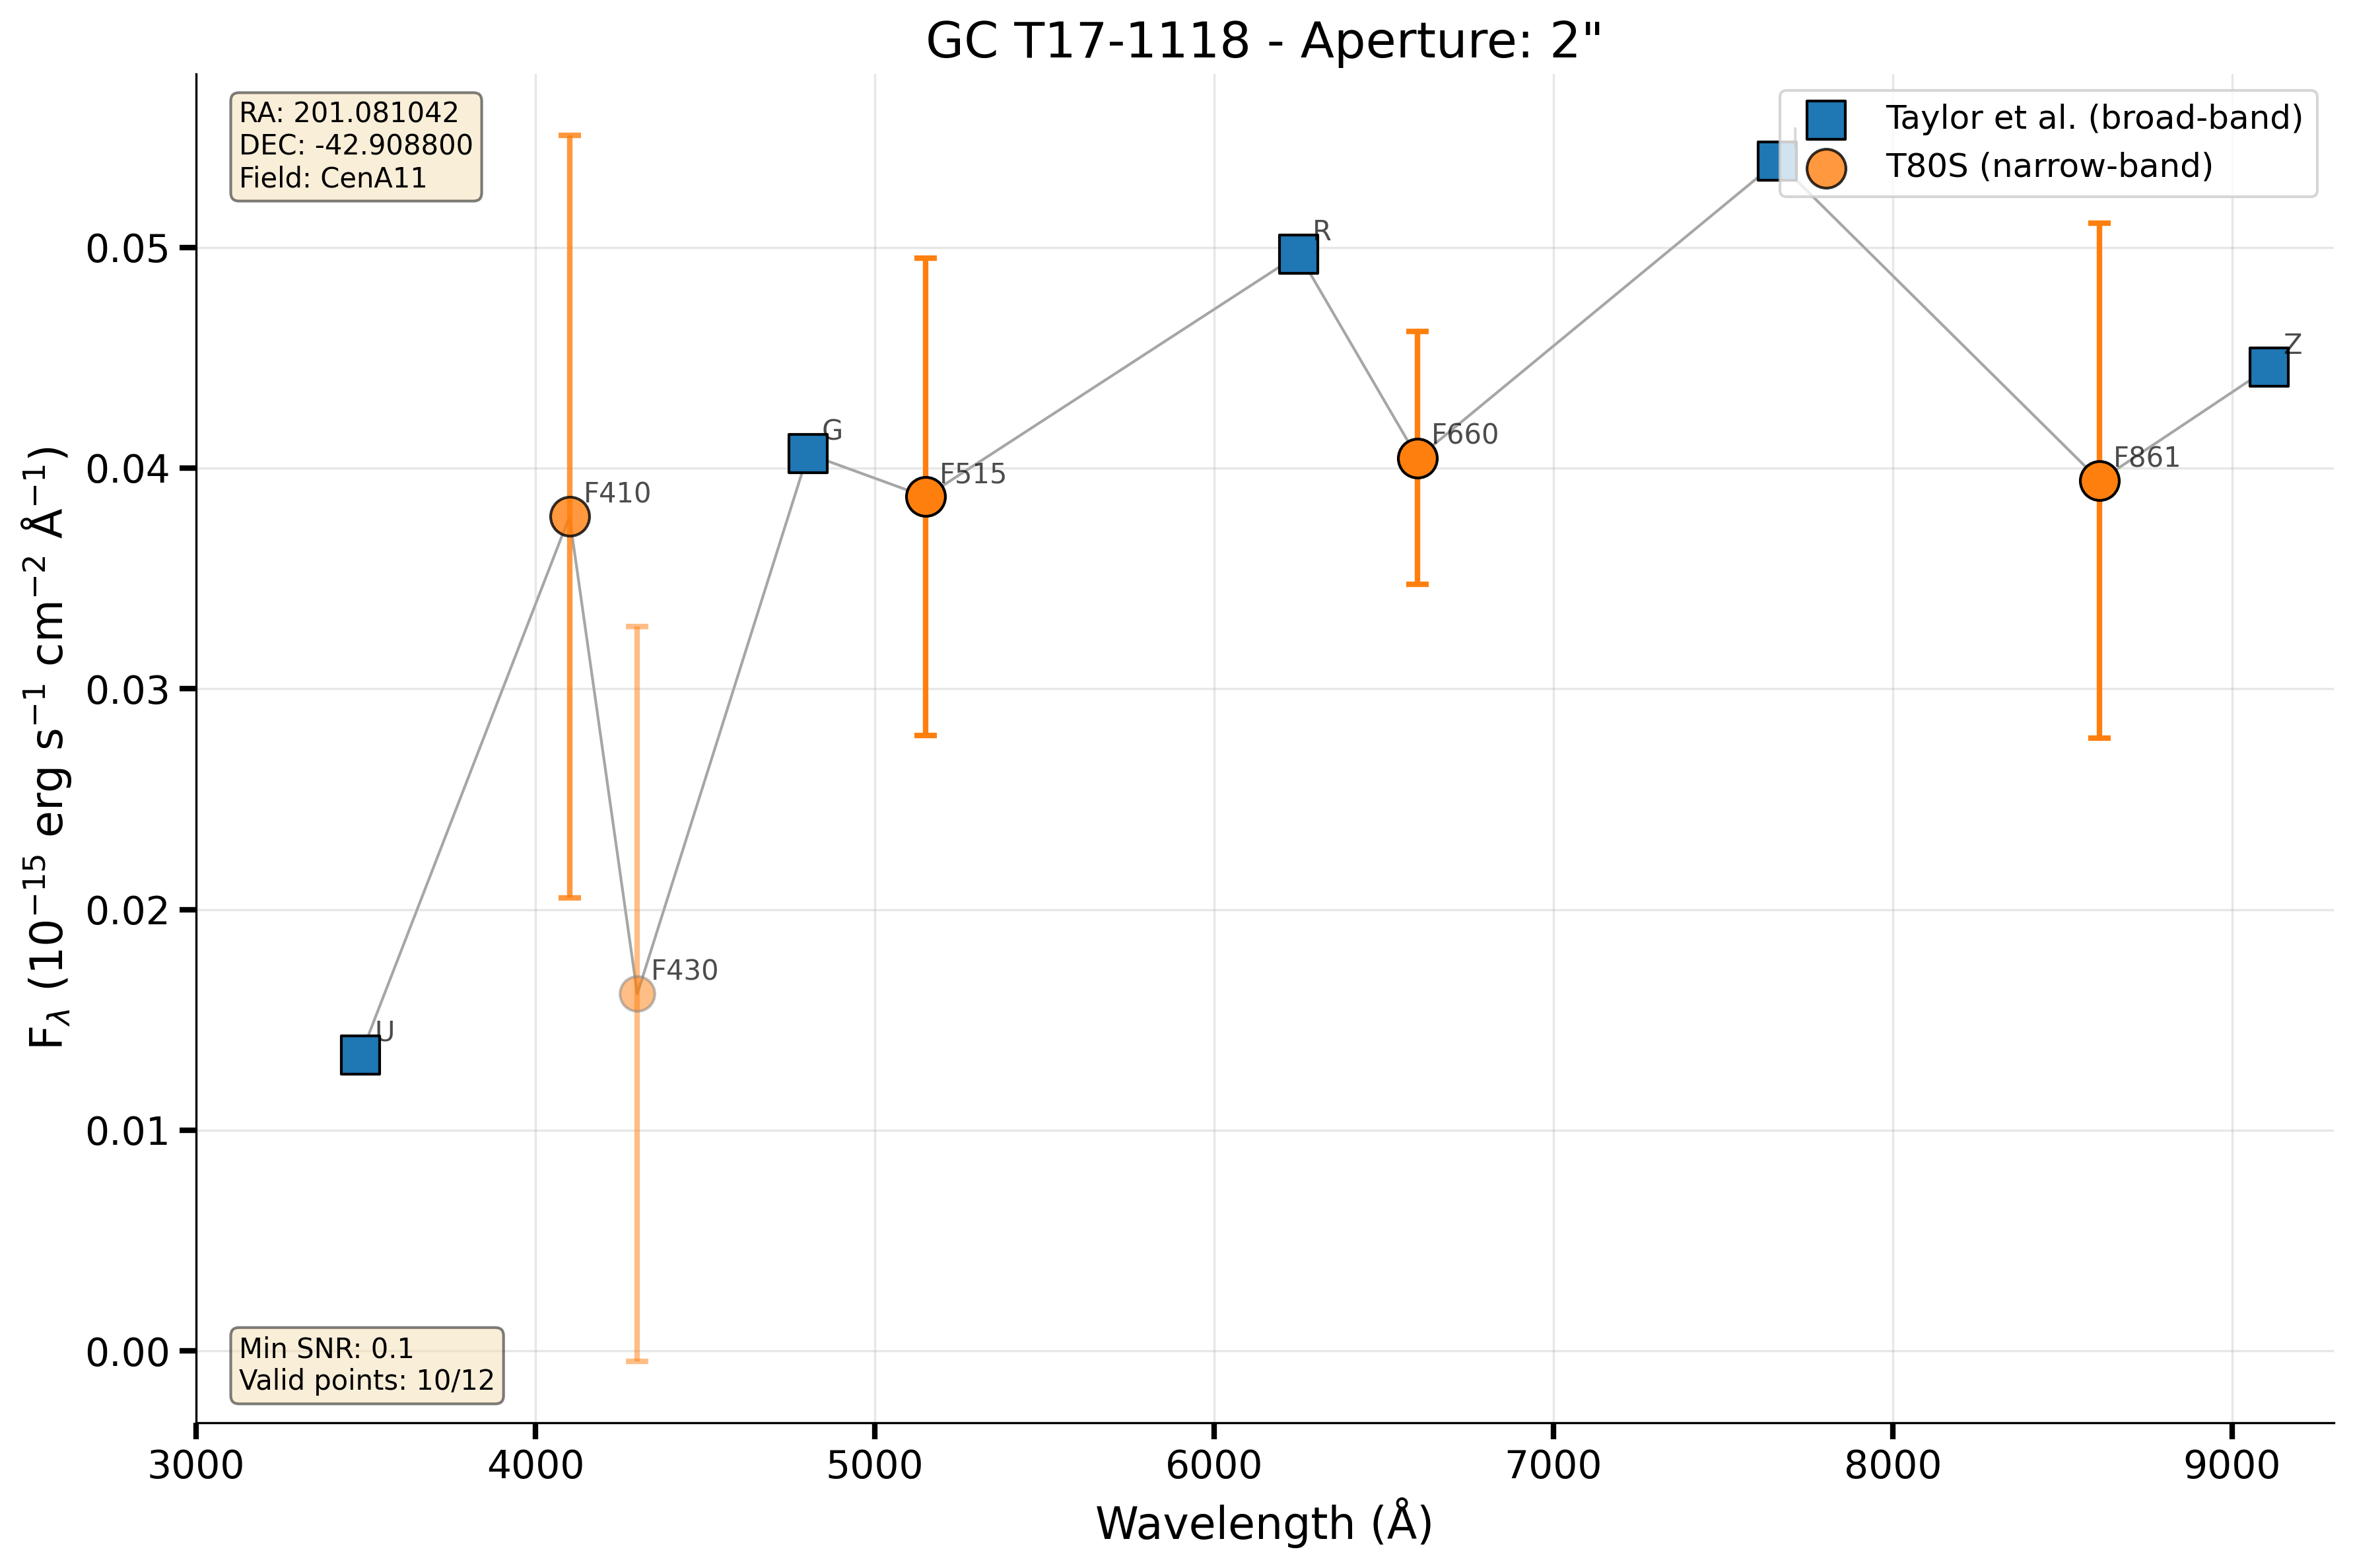 GC T17-1118 - Aperture: 2"
RA: 201.081042
DEC: -42.908800
Field: CenA11
Taylor et al. (broad-band)
T80S (narrow-band)
I
R
Z
G
F660
F861
F515
F410
F430
U
0.05
0.04
0.03
0.02
0.01
0.00
F_λ (10⁻¹⁵ erg s⁻¹ cm⁻² Å⁻¹)
Min SNR: 0.1
Valid points: 10/12
3000 4000 5000 6000 7000 8000 9000
Wavelength (Å)